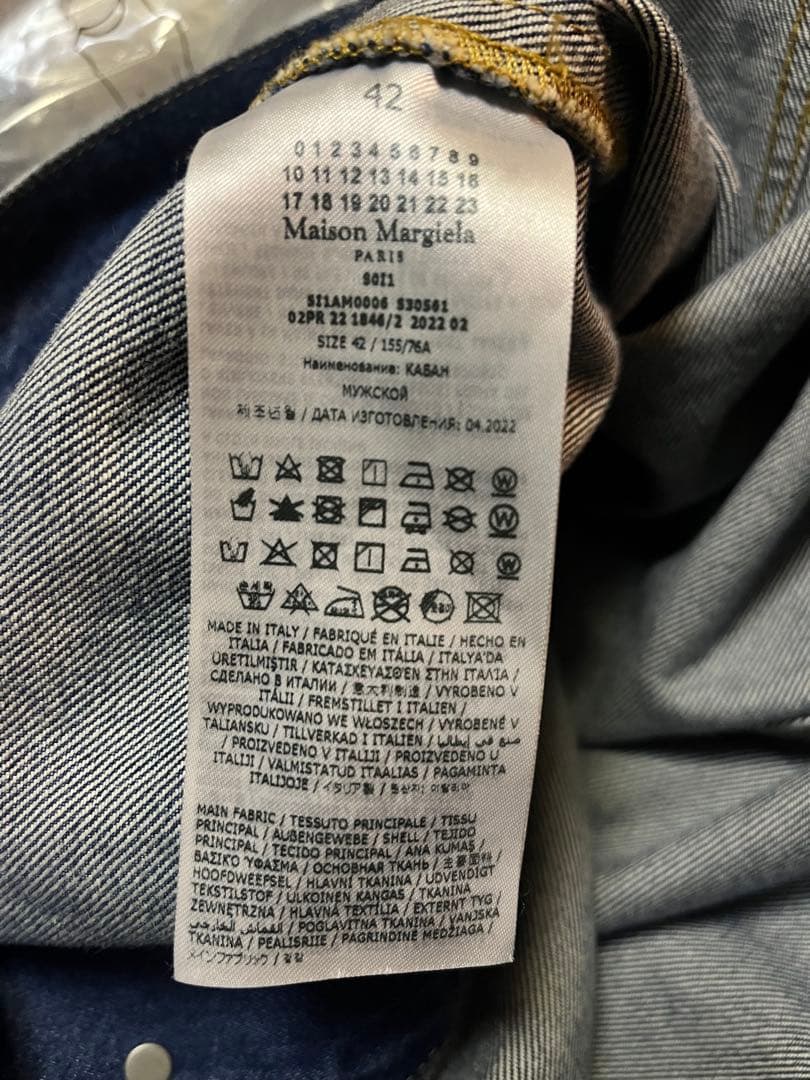 42
0 1 2 3 4 5 6 7 8 9
10 11 12 13 14 15 16
17 18 19 20 21 22 23
Maison Margiela
PARIS
S0I1
SI1AM0006 S30561
02PR 22 1846/2 2022 02
SIZE 42 / 155/76A
Наименование: КАБАН
МУЖСКОЙ
제조년월 / ДАТА ИЗГОТОВЛЕНИЯ: 04.2022
W W
손세탁
MADE IN ITALY / FABRIQUÉ EN ITALIE / HECHO EN
ITALIA / FABRICADO EM ITÁLIA / ITALYA'DA
ÜRETILMIŞTIR / ΚΑΤΑΣΚΕΥΑΣΘΕΝ ΣΤΗΝ ΙΤΑΛΙΑ /
СДЕЛАНО В ИТАЛИИ / 意大利制造 / VYROBENO V
ITÁLII / FREMSTILLET I ITALIEN /
WYPRODUKOWANO WE WŁOSZECH / VYROBENÉ V
TALIANSKU / TILLVERKAD I ITALIEN / صنع في إيطاليا
/ PROIZVEDENO V ITALIJI / PROIZVEDENO U
ITALIJI / VALMISTATUD ITAALIAS / PAGAMINTA
ITALIJOJE / イタリア製 / 원산지: 이탈리아
MAIN FABRIC / TESSUTO PRINCIPALE / TISSU
PRINCIPAL / AUßENGEWEBE / SHELL / TEJIDO
PRINCIPAL / TECIDO PRINCIPAL / ANA KUMAŞ /
ΒΑΣΙΚΟ ΎΦΑΣΜΑ / ОСНОВНАЯ ТКАНЬ / 主要面料 /
HOOFDWEEFSEL / HLAVNÍ TKANINA / UDVENDIGT
TEKSTILSTOF / ULKOINEN KANGAS / TKANINA
ZEWNĘTRZNA / HLAVNÁ TEXTÍLIA / EXTERNT TYG /
القماش الخارجي / POGLAVITNA TKANINA / VANJSKA
TKANINA / PEALISRIIE / PAGRINDINĖ MEDŽIAGA /
メインファブリック / 겉감